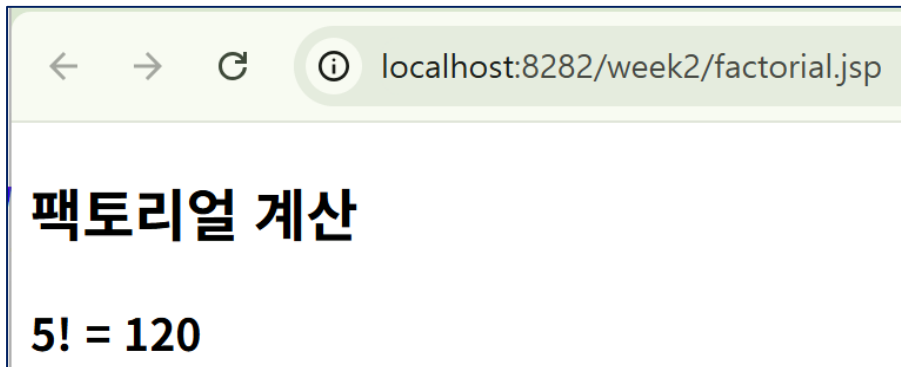 localhost:8282/week2/factorial.jsp
팩토리얼 계산
5! = 120